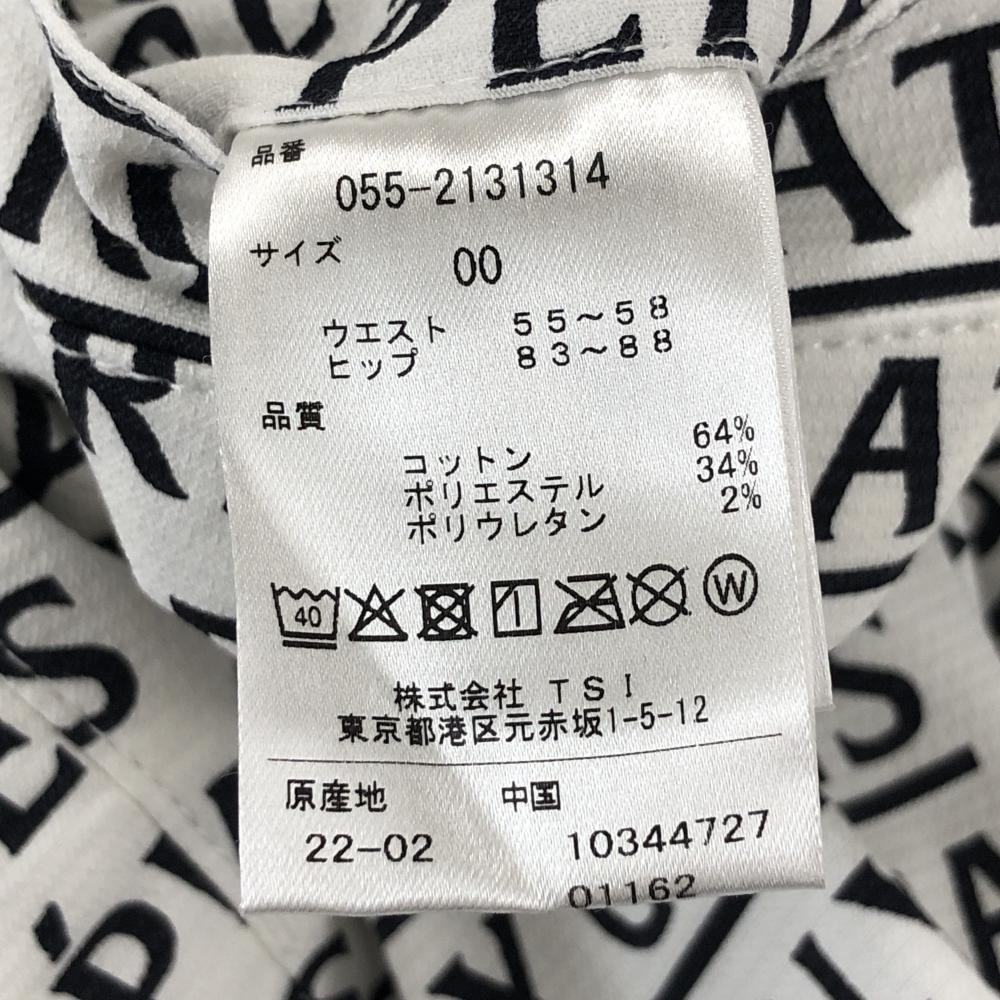 品番
055-2131314
サイズ 00
ウエスト 55~58
ヒップ 83~88
品質
コットン 64%
ポリエステル 34%
ポリウレタン 2%
40 W
株式会社 TSI
東京都港区元赤坂1-5-12
原産地 中国
22-02 10344727
01162